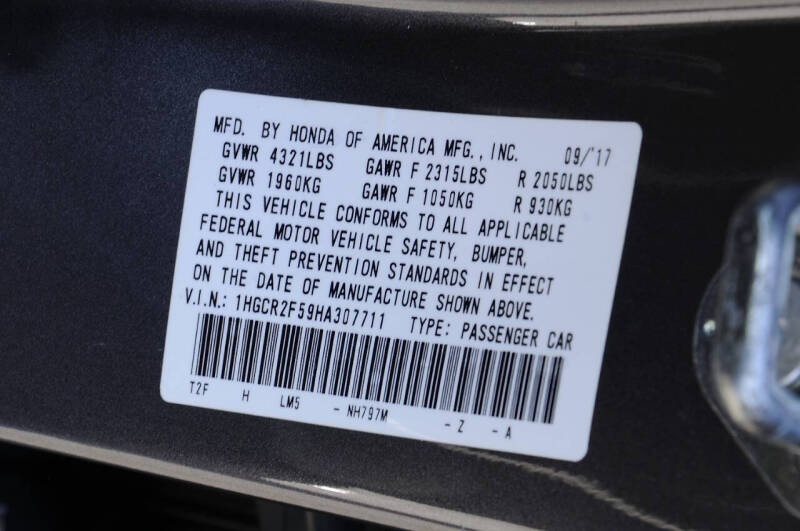 MFD. BY HONDA OF AMERICA MFG., INC. 09/'17
GVWR 4321LBS GAWR F 2315LBS R 2050LBS
GVWR 1960KG GAWR F 1050KG R 930KG
THIS VEHICLE CONFORMS TO ALL APPLICABLE
FEDERAL MOTOR VEHICLE SAFETY, BUMPER,
AND THEFT PREVENTION STANDARDS IN EFFECT
ON THE DATE OF MANUFACTURE SHOWN ABOVE.
V.I.N.: 1HGCR2F59HA307711 TYPE: PASSENGER CAR
T2F H LM5 - NH797M - Z - A